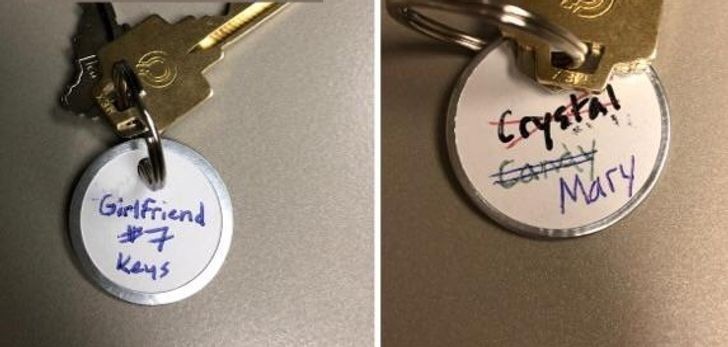 Girlfriend
#7
Keys
Crystal
Candy
Mary